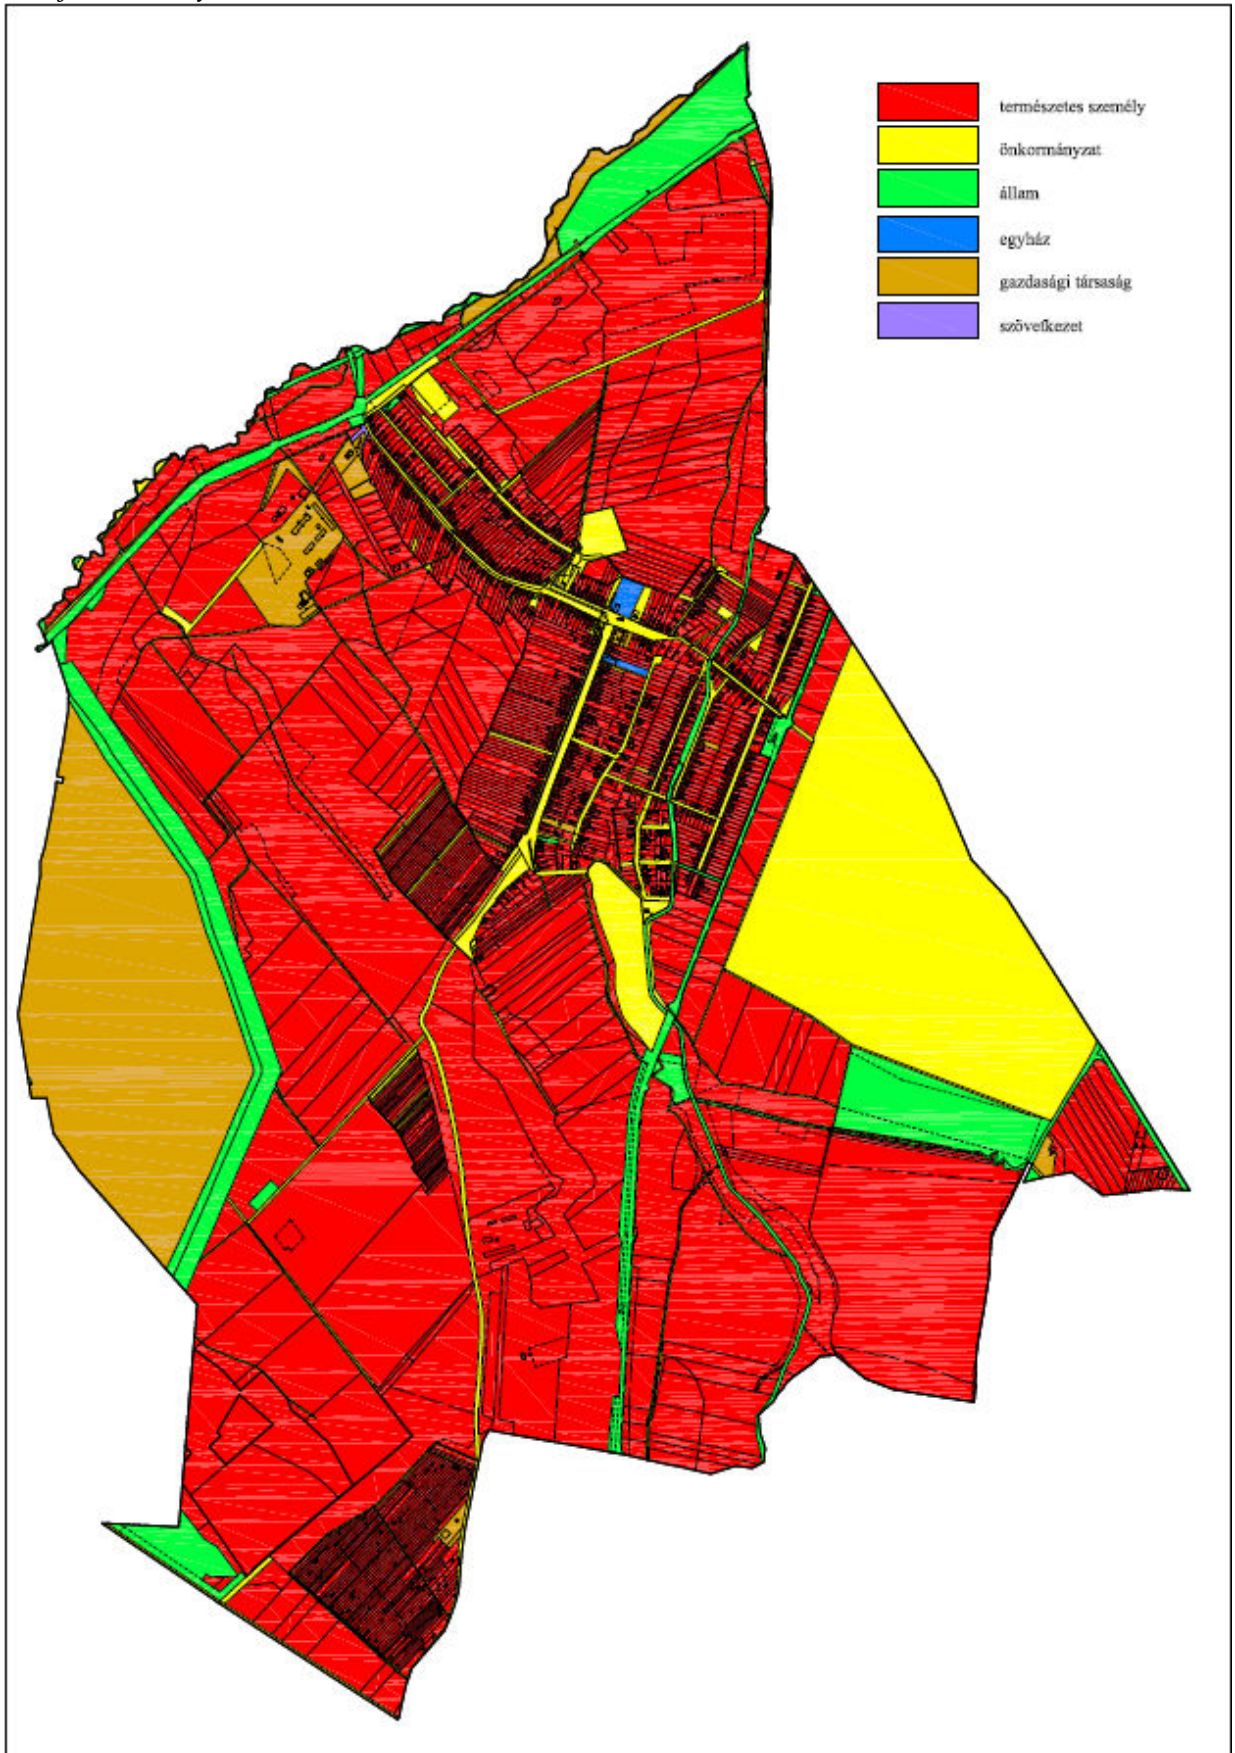 természetes személy
önkormányzat
állam
egyház
gazdasági társaság
szövetkezet